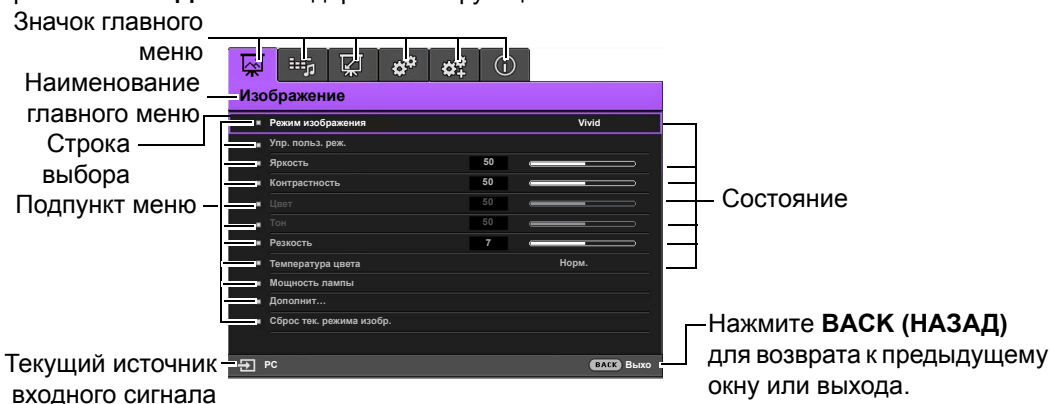 Значок главного
меню
Наименование
главного меню
Строка
выбора
Подпункт меню
Текущий источник
входного сигнала
Изображение
Режим изображения Vivid
Упр. польз. реж.
Яркость 50
Контрастность 50
Цвет 50
Тон 50
Резкость 7
Температура цвета Норм.
Мощность лампы
Дополнит...
Сброс тек. режима изобр.
PC BACK Выхо
Состояние
Нажмите BACK (НАЗАД)
для возврата к предыдущему
окну или выхода.